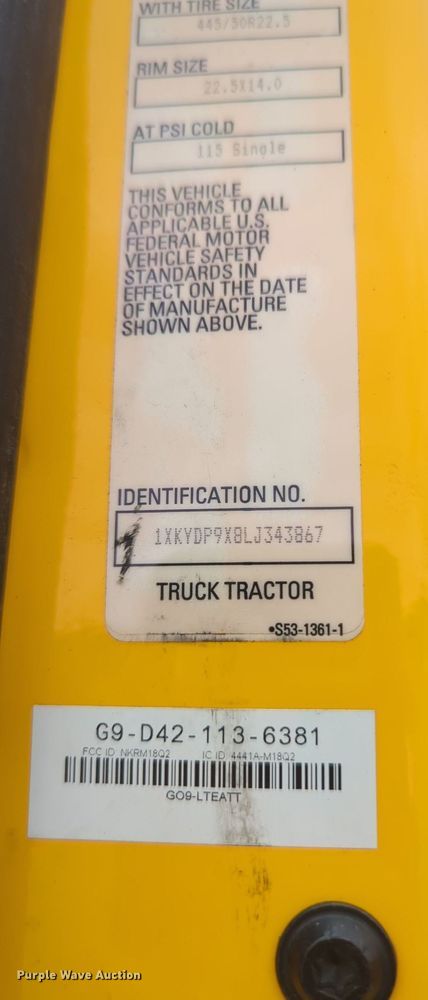 WITH TIRE SIZE
445/50R22.5
RIM SIZE
22.5X14.0
AT PSI COLD
115 Single
THIS VEHICLE
CONFORMS TO ALL
APPLICABLE U.S.
FEDERAL MOTOR
VEHICLE SAFETY
STANDARDS IN
EFFECT ON THE DATE
OF MANUFACTURE
SHOWN ABOVE.
IDENTIFICATION NO.
1XKYDP9X8LJ343867
TRUCK TRACTOR
•S53-1361-1
G9-D42-113-6381
FCC ID NKRM18Q2 IC ID 4441A-M18Q2
GO9-LTEATT
Purple Wave Auction